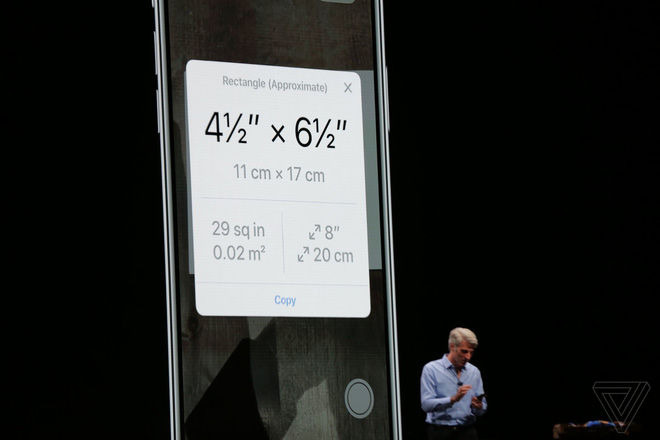 Rectangle (Approximate) X
4½" × 6½"
11 cm × 17 cm
29 sq in
0.02 m²
8"
20 cm
Copy